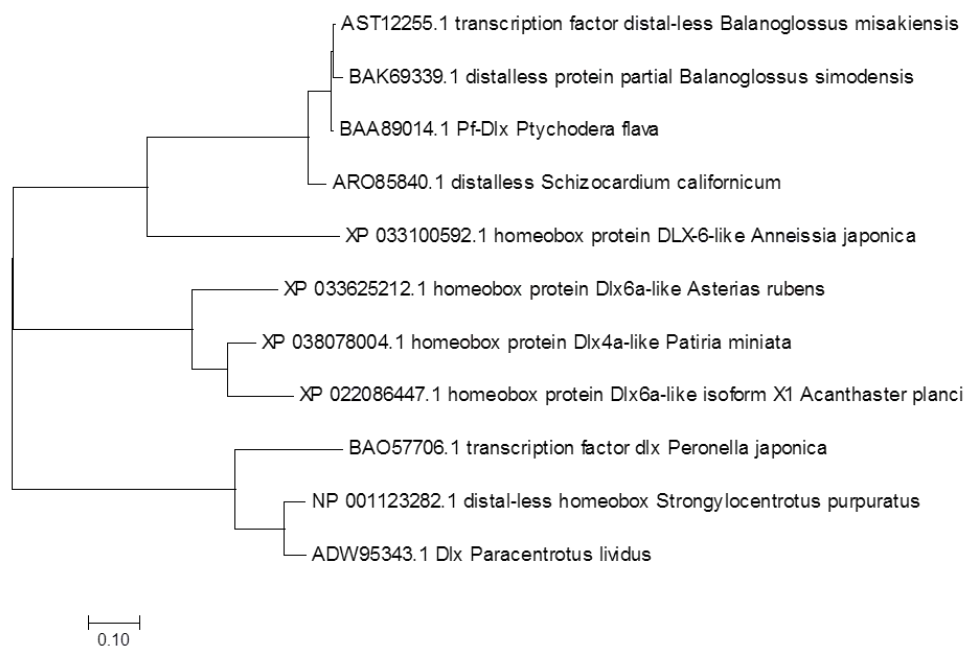 AST12255.1 transcription factor distal-less Balanoglossus misakiensis
BAK69339.1 distalless protein partial Balanoglossus simodensis
BAA89014.1 Pf-Dlx Ptychodera flava
ARO85840.1 distalless Schizocardium californicum
XP 033100592.1 homeobox protein DLX-6-like Anneissia japonica
XP 033625212.1 homeobox protein Dlx6a-like Asterias rubens
XP 038078004.1 homeobox protein Dlx4a-like Patiria miniata
XP 022086447.1 homeobox protein Dlx6a-like isoform X1 Acanthaster planci
BAO57706.1 transcription factor dlx Peronella japonica
NP 001123282.1 distal-less homeobox Strongylocentrotus purpuratus
ADW95343.1 Dlx Paracentrotus lividus
0.10